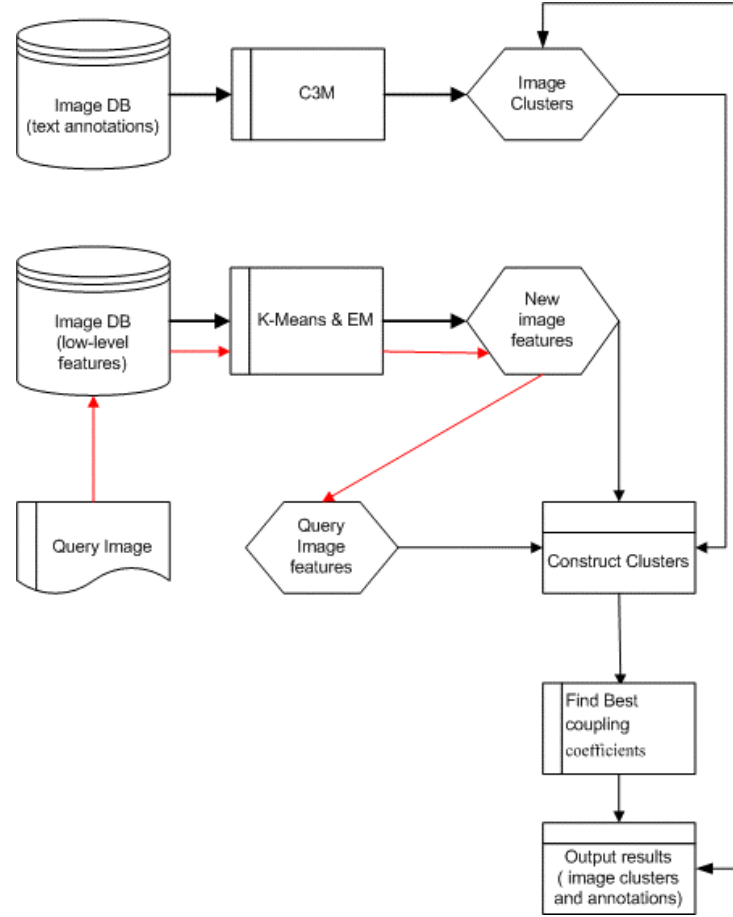 Image DB
(text annotations)
C3M
Image
Clusters
Image DB
(low-level
features)
K-Means & EM
New
image
features
Query Image
Query
Image
features
Construct Clusters
Find Best
coupling
coefficients
Output results
( image clusters
and annotations)